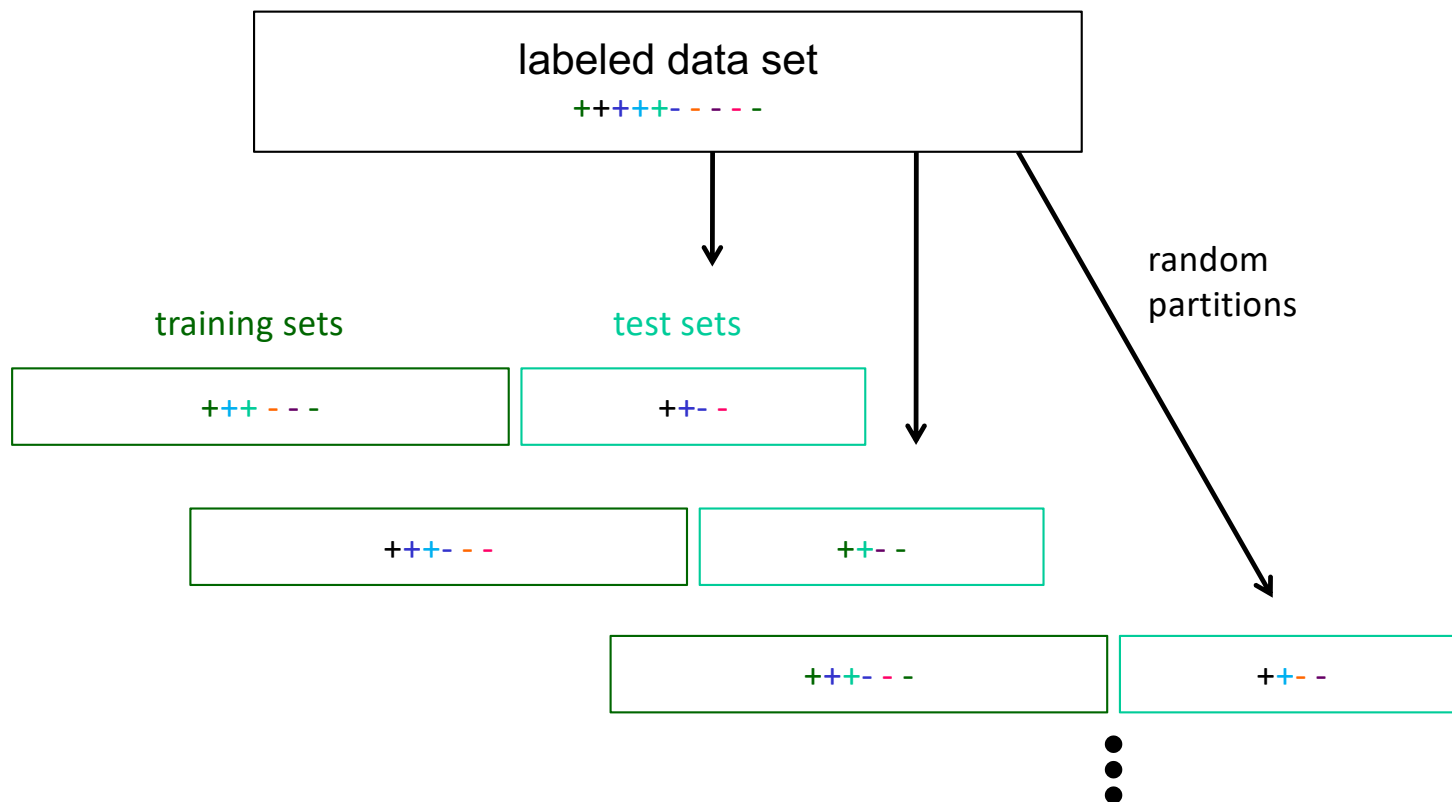 labeled data set
+++++- - - - -
random
partitions
training sets
test sets
+++ - - -
++- -
+++- - -
++- -
+++- - -
++- -